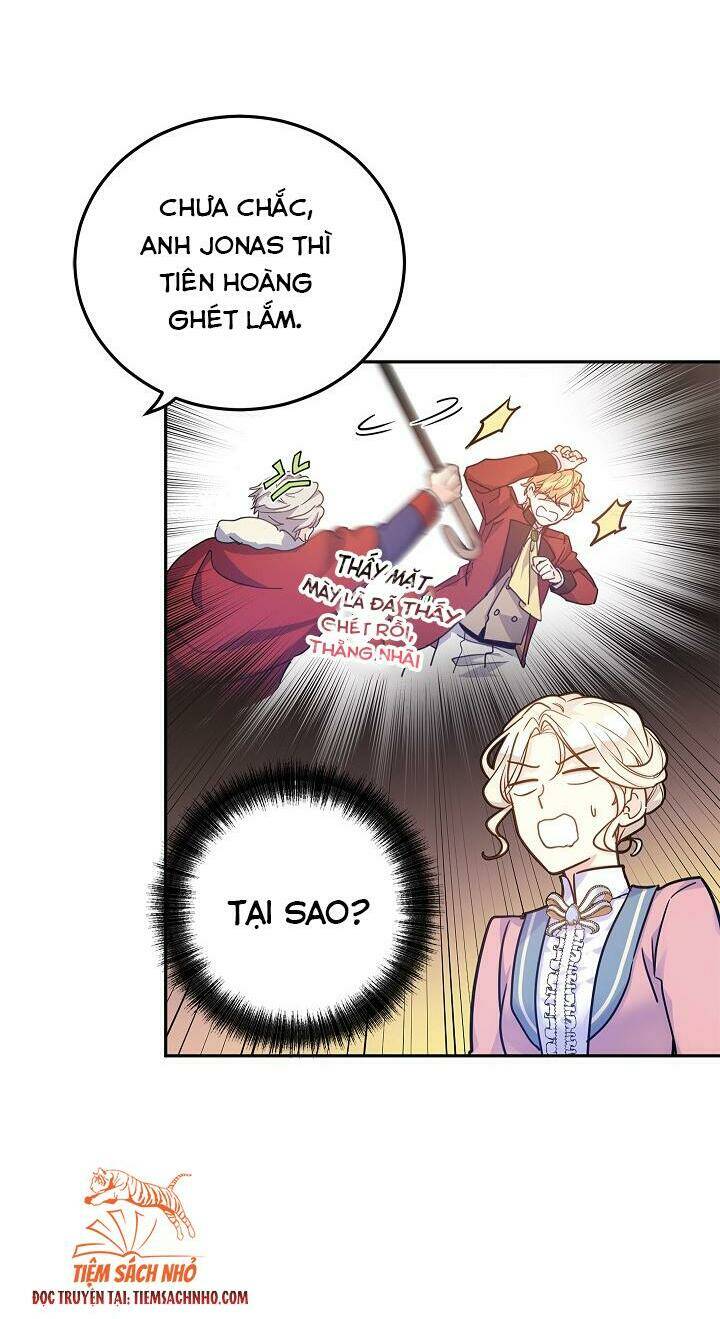 CHƯA CHẮC,
ANH JONAS THÌ
TIÊN HOÀNG
GHÉT LẮM.
THẤY MẶT
MÀY LÀ ĐÃ THẤY
GHÉT RỒI,
THẰNG NHÃI
TẠI SAO?
TIỆM SÁCH NHỎ
ĐỌC TRUYỆN TẠI: TIEMSACHNHO.COM